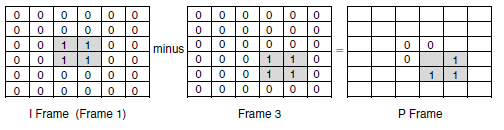 0 0 0 0 0 0
0 0 0 0 0 0
0 0 1 1 0 0
0 0 1 1 0 0
0 0 0 0 0 0
0 0 0 0 0 0
I Frame (Frame 1)
minus
0 0 0 0 0 0
0 0 0 0 0 0
0 0 0 0 0 0
0 0 0 1 1 0
0 0 0 1 1 0
0 0 0 0 0 0
Frame 3
=
0 0
0 1
1 1
P Frame